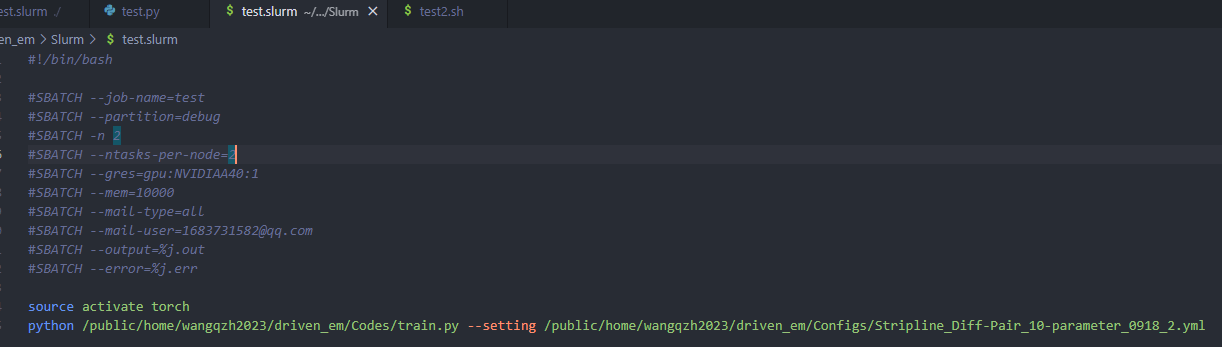 est.slurm ./ test.py $ test.slurm ~/.../Slurm × $ test2.sh
en_em > Slurm > $ test.slurm
#!/bin/bash
#SBATCH --job-name=test
#SBATCH --partition=debug
#SBATCH -n 2
#SBATCH --ntasks-per-node=2
#SBATCH --gres=gpu:NVIDIAA40:1
#SBATCH --mem=10000
#SBATCH --mail-type=all
#SBATCH --mail-user=1683731582@qq.com
#SBATCH --output=%j.out
#SBATCH --error=%j.err
source activate torch
python /public/home/wangqzh2023/driven_em/Codes/train.py --setting /public/home/wangqzh2023/driven_em/Configs/Stripline_Diff-Pair_10-parameter_0918_2.yml